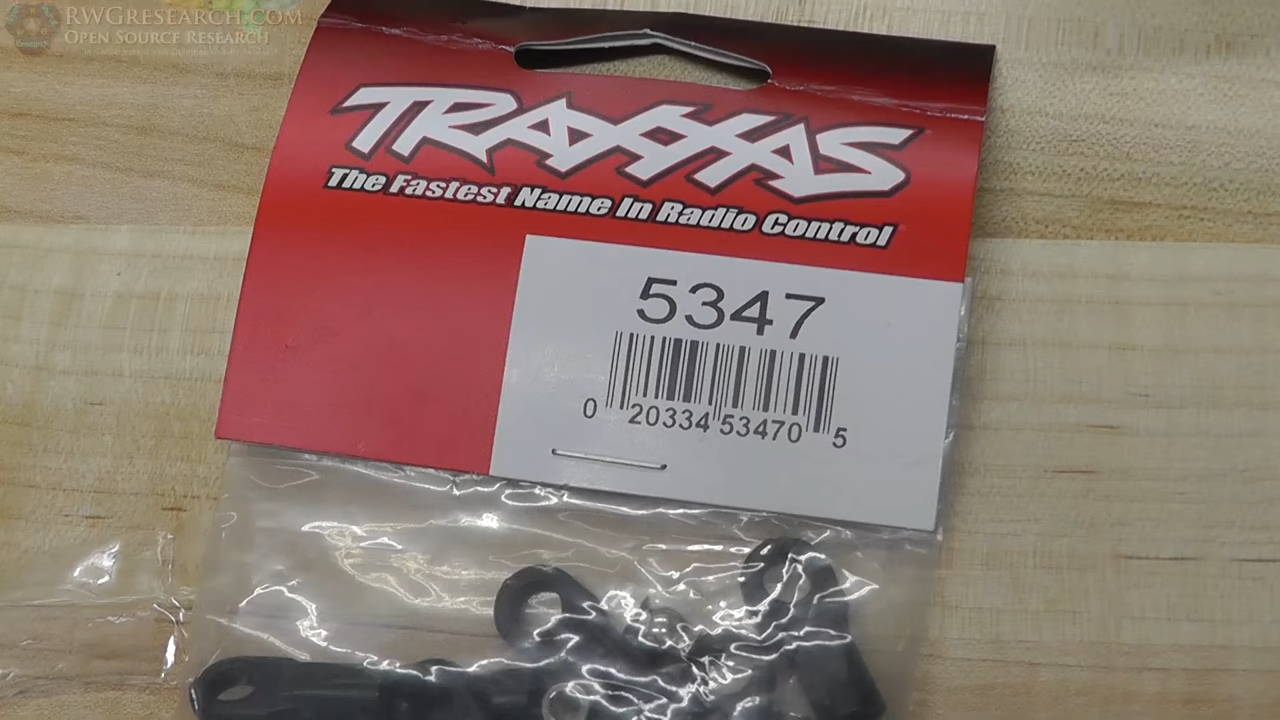 RWGRESEARCH.COM
OPEN SOURCE RESEARCH
TRAXXAS
The Fastest Name In Radio Control
5347
0 20334 53470 5